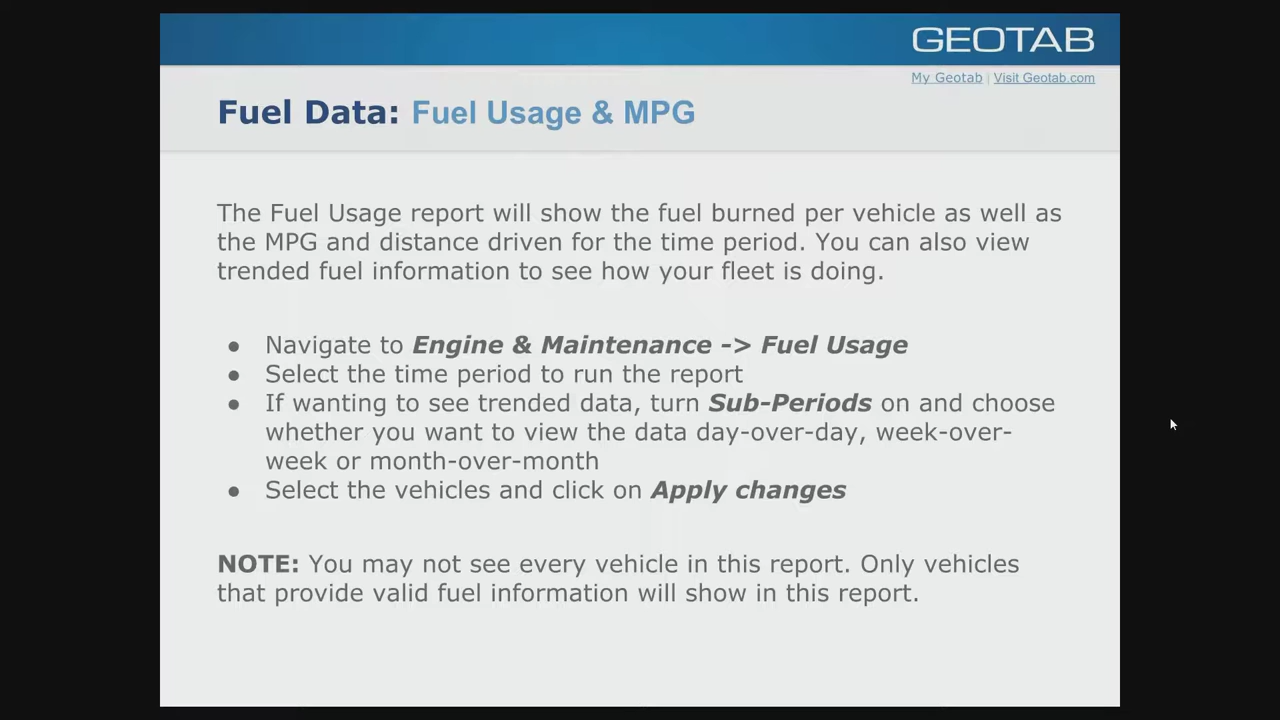 GEOTAB
My Geotab | Visit Geotab.com
Fuel Data: Fuel Usage & MPG
The Fuel Usage report will show the fuel burned per vehicle as well as
the MPG and distance driven for the time period. You can also view
trended fuel information to see how your fleet is doing.
● Navigate to Engine & Maintenance -> Fuel Usage
● Select the time period to run the report
● If wanting to see trended data, turn Sub-Periods on and choose
whether you want to view the data day-over-day, week-over-
week or month-over-month
● Select the vehicles and click on Apply changes
NOTE: You may not see every vehicle in this report. Only vehicles
that provide valid fuel information will show in this report.